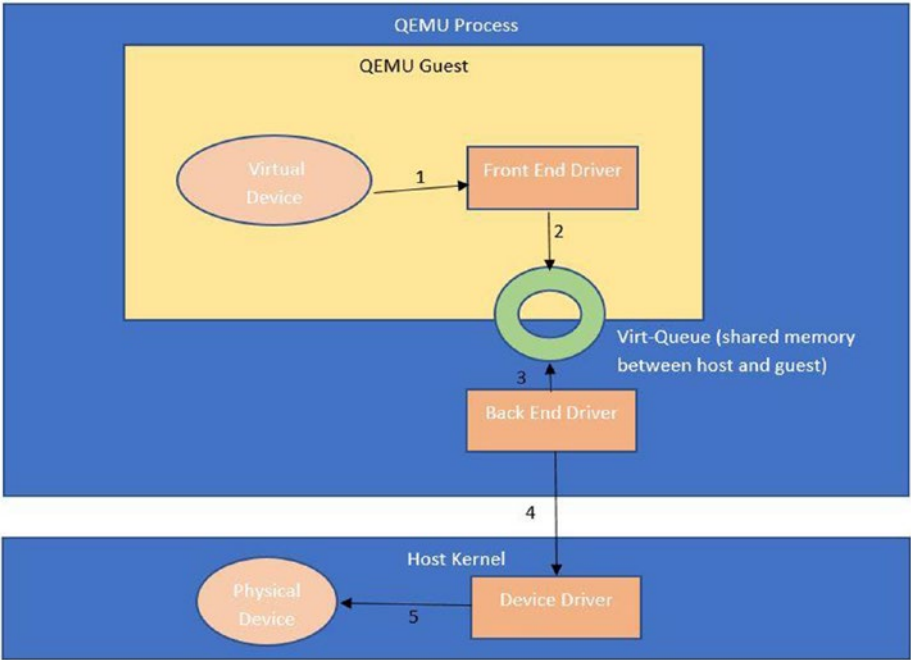 QEMU Process
QEMU Guest
Virtual
Device
1
Front End Driver
2
Virt-Queue (shared memory
between host and guest)
3
Back End Driver
4
Host Kernel
Physical
Device
5
Device Driver